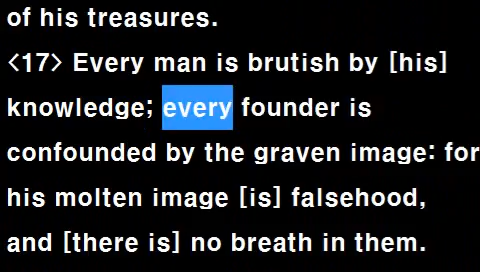 of his treasures.
<17> Every man is brutish by [his]
knowledge; every founder is
confounded by the graven image: for
his molten image [is] falsehood,
and [there is] no breath in them.